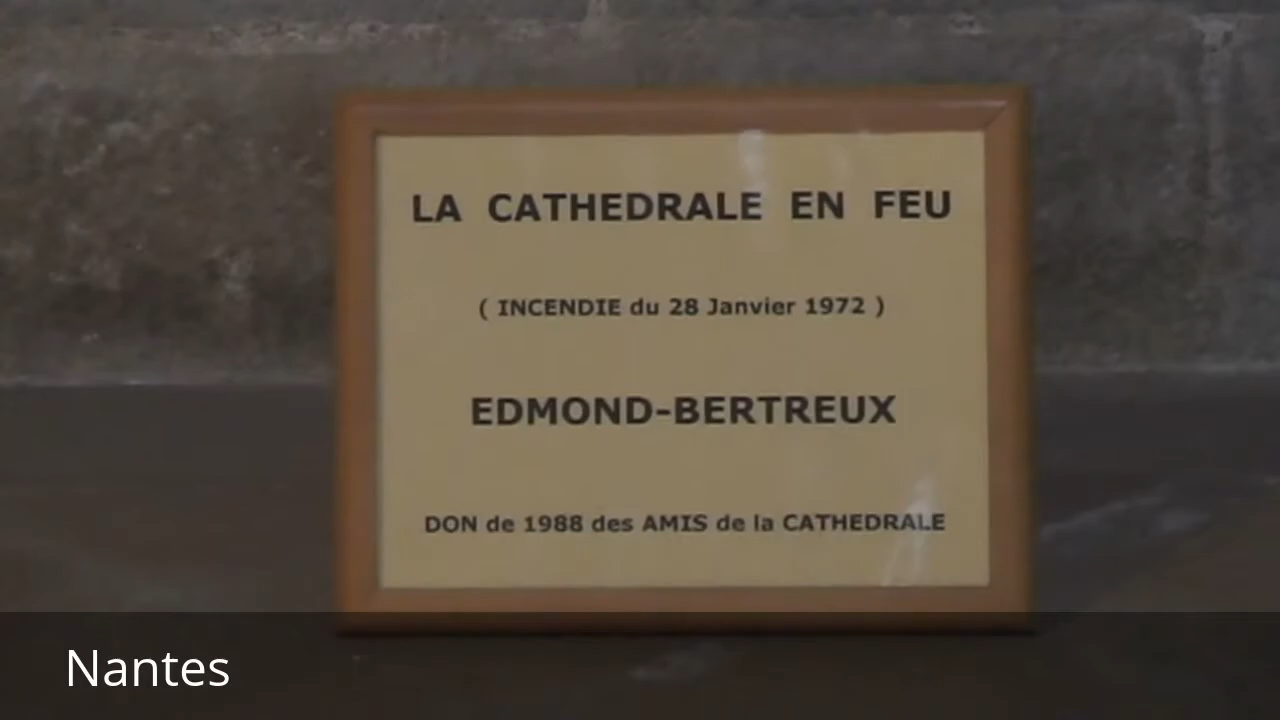 LA CATHEDRALE EN FEU
( INCENDIE du 28 Janvier 1972 )
EDMOND-BERTREUX
DON de 1988 des AMIS de la CATHEDRALE
Nantes